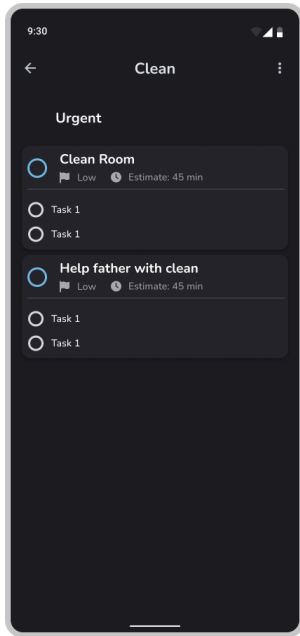 9:30
Clean
Urgent
Clean Room
Low Estimate: 45 min
Task 1
Task 1
Help father with clean
Low Estimate: 45 min
Task 1
Task 1